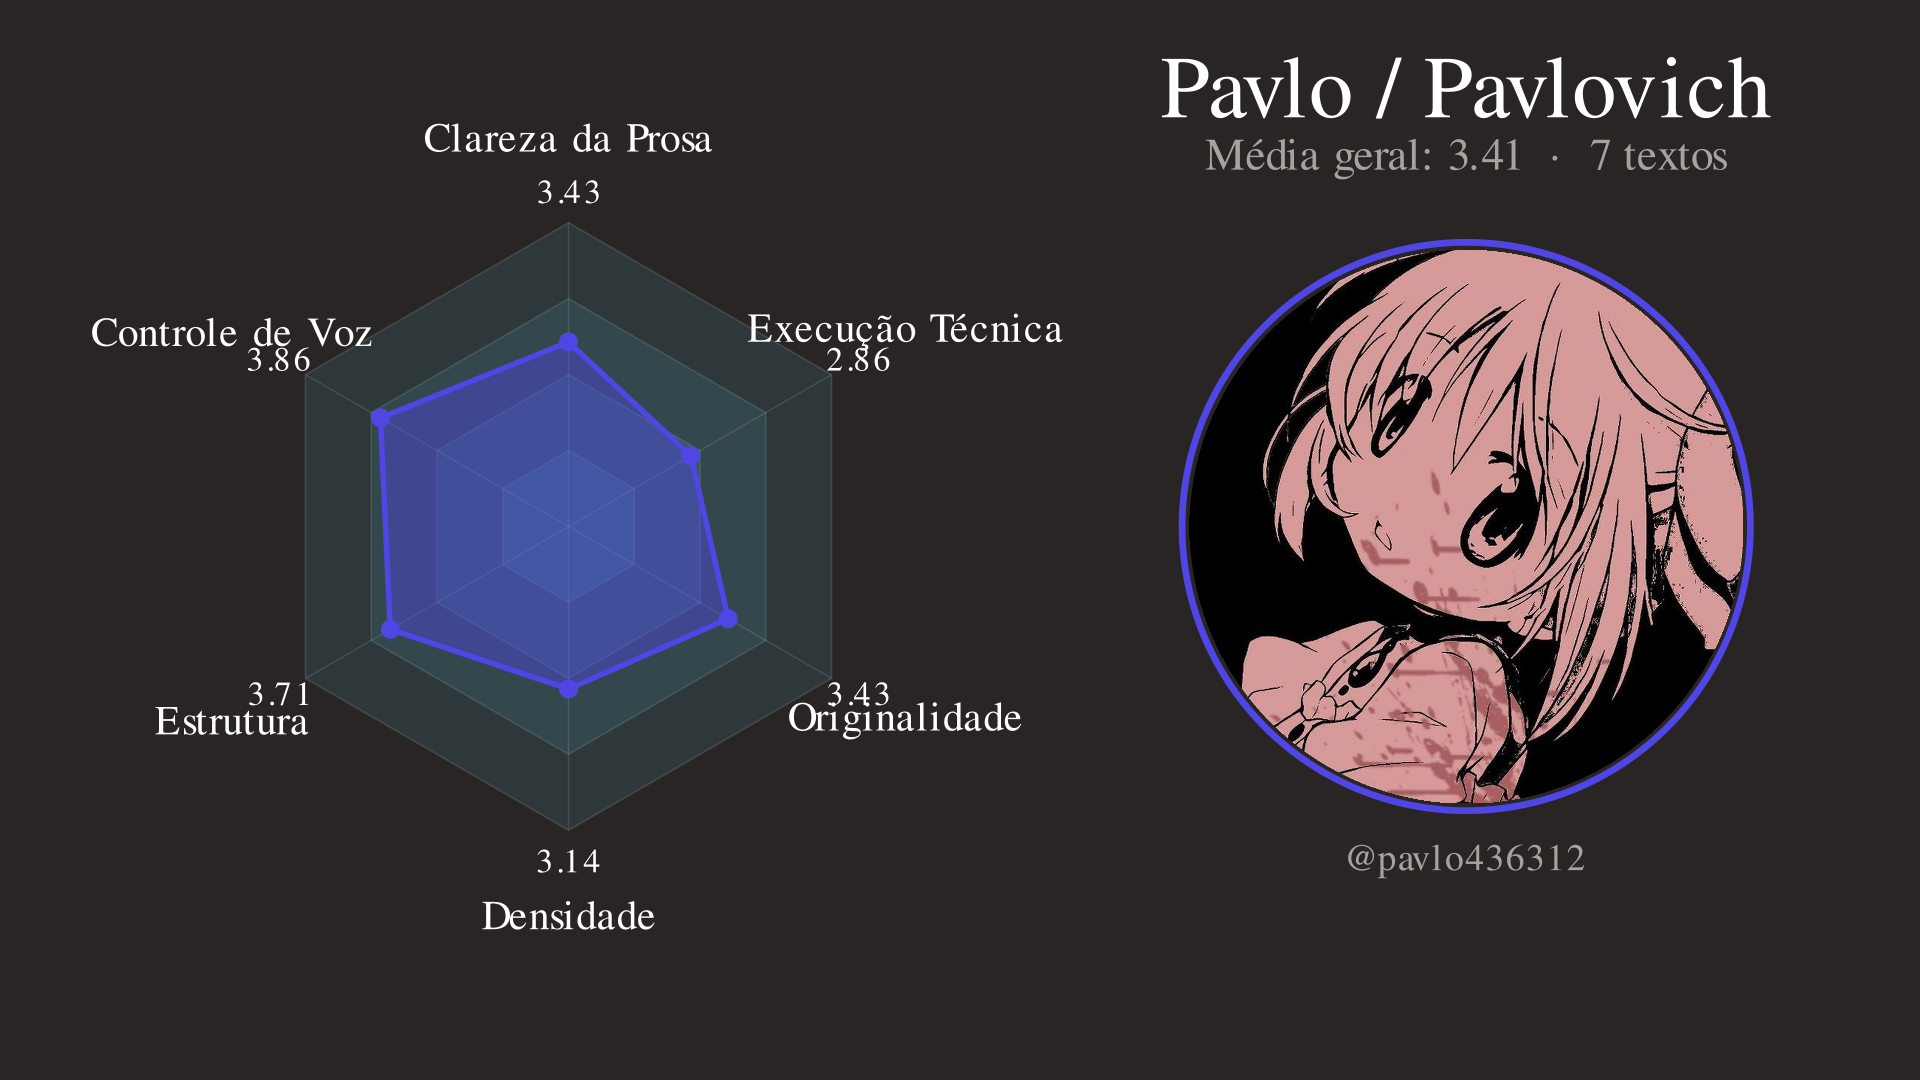 Pavlo / Pavlovich
Média geral: 3.41 · 7 textos
Clareza da Prosa
3.43
Controle de Voz
3.86
Execução Técnica
2.86
3.71
Estrutura
3.43
Originalidade
3.14
Densidade
@pavlo436312